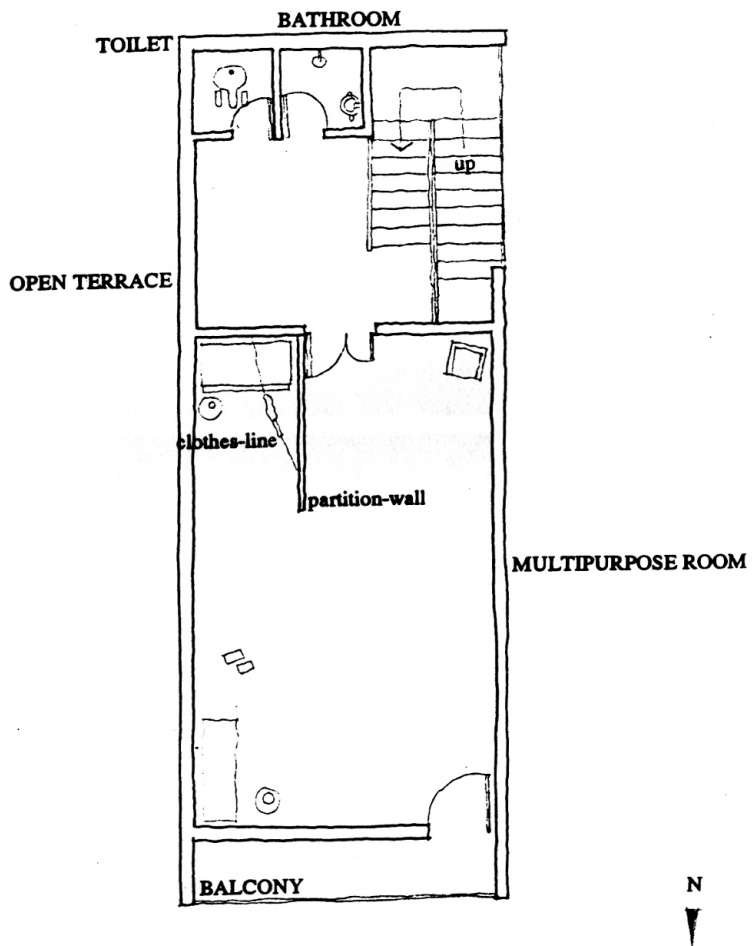 BATHROOM
TOILET
up
OPEN TERRACE
clothes-line
partition-wall
MULTIPURPOSE ROOM
BALCONY
N